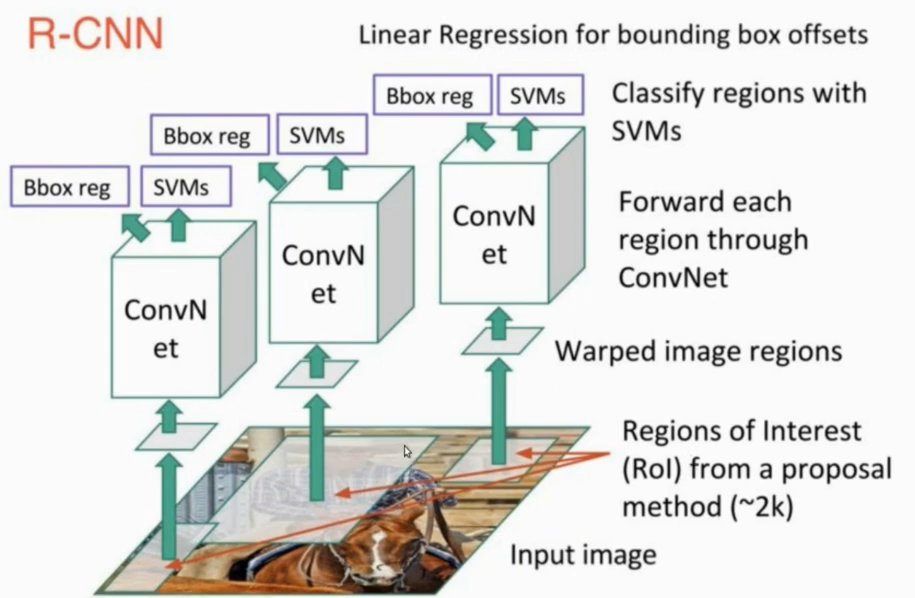 R-CNN
Linear Regression for bounding box offsets
Bbox reg
SVMs
Classify regions with
SVMs
Bbox reg
SVMs
Bbox reg
SVMs
Forward each
region through
ConvNet
ConvN
et
ConvN
et
ConvN
et
Warped image regions
Regions of Interest
(RoI) from a proposal
method (~2k)
Input image